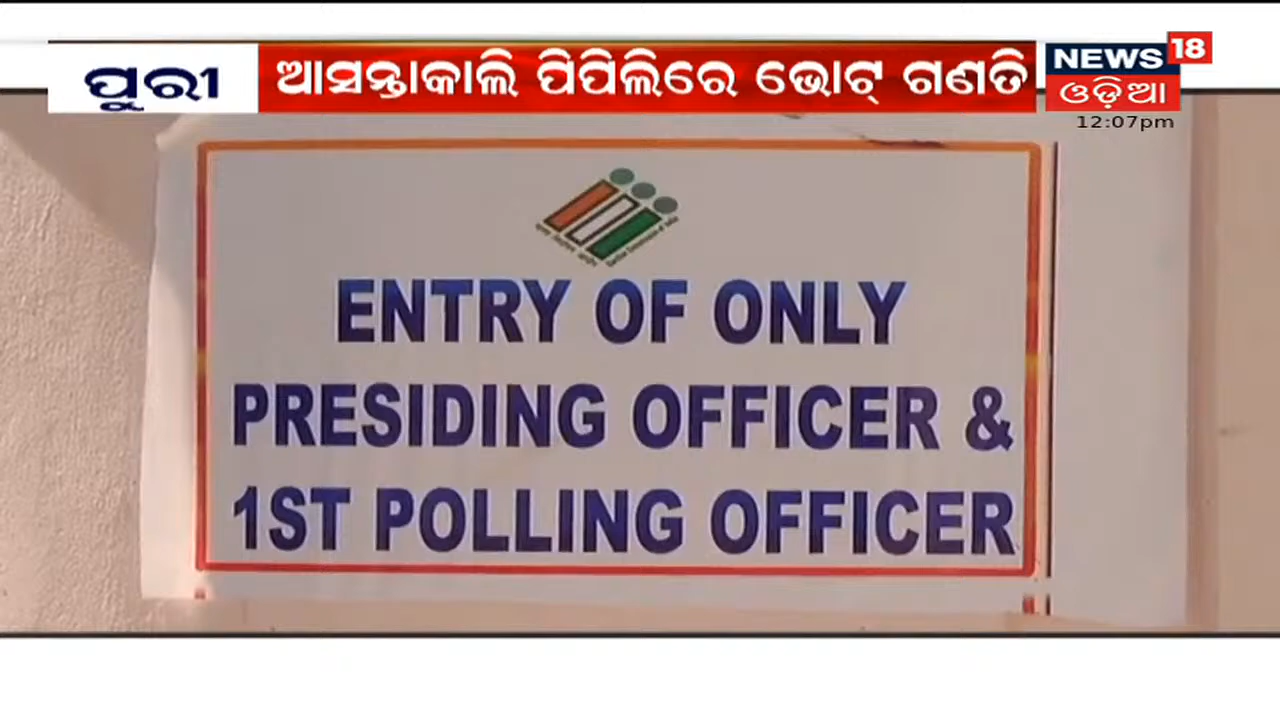 ପୁରୀ
ଆସନ୍ତାକାଲି ପିପିଲିରେ ଭୋଟ୍ ଗଣତି
NEWS 18
ଓଡ଼ିଆ
12:07pm
ENTRY OF ONLY
PRESIDING OFFICER &
1ST POLLING OFFICER